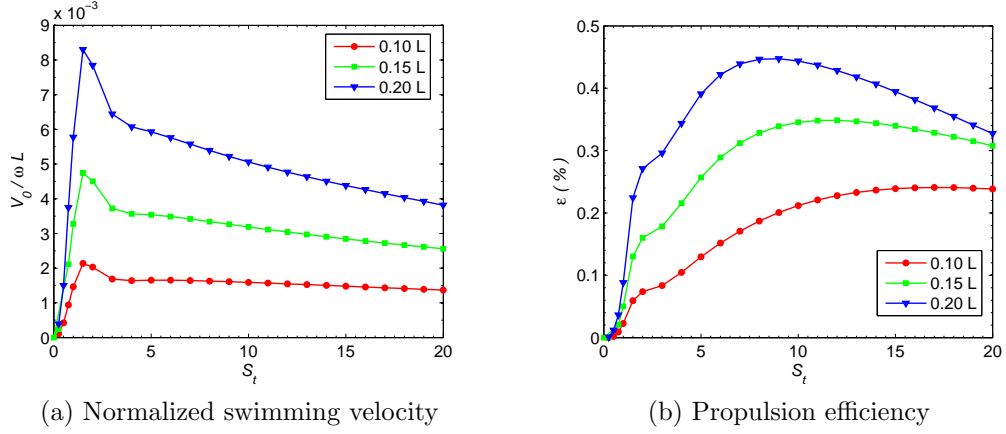 9 x 10⁻³
8
7
6
5
4
3
2
1
0
0 5 10 15 20
V₀ / ω L
Sₜ
0.10 L
0.15 L
0.20 L
(a) Normalized swimming velocity
0.5
0.4
0.3
0.2
0.1
0
0 5 10 15 20
ε ( % )
Sₜ
0.10 L
0.15 L
0.20 L
(b) Propulsion efficiency